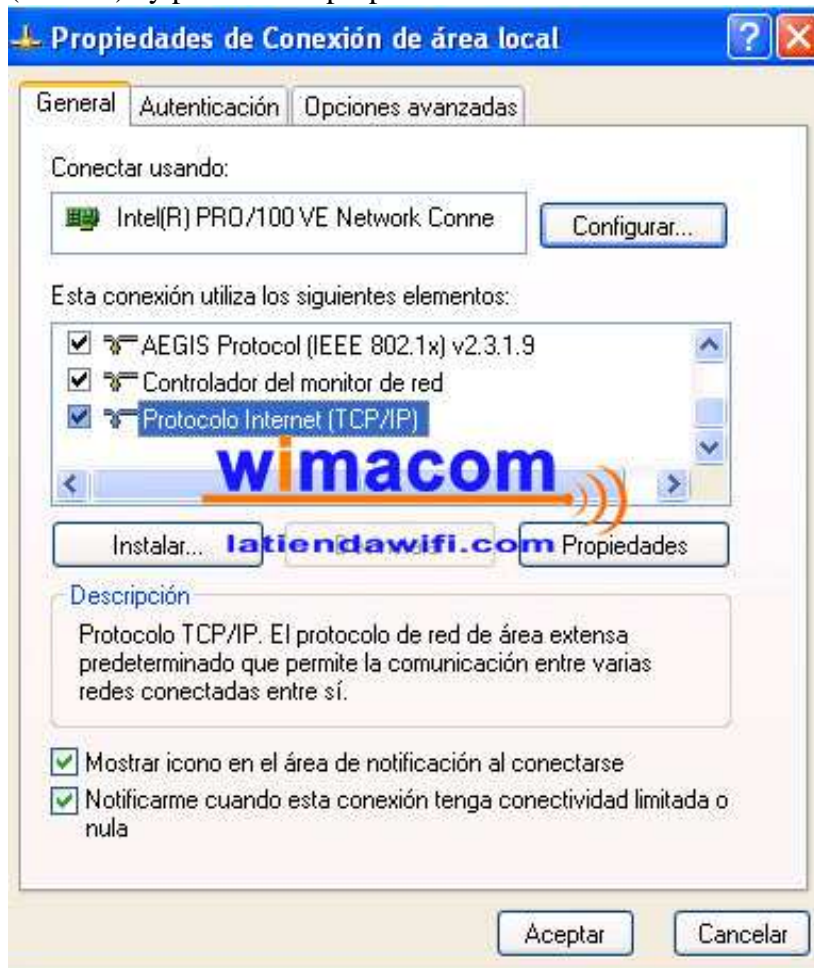 Propiedades de Conexión de área local
General Autenticación Opciones avanzadas
Conectar usando:
Intel(R) PRO/100 VE Network Conne Configurar...
Esta conexión utiliza los siguientes elementos:
AEGIS Protocol (IEEE 802.1x) v2.3.1.9
Controlador del monitor de red
Protocolo Internet (TCP/IP)
wimacom
Instalar... latiendawifi.com Propiedades
Descripción
Protocolo TCP/IP. El protocolo de red de área extensa
predeterminado que permite la comunicación entre varias
redes conectadas entre sí.
Mostrar icono en el área de notificación al conectarse
Notificarme cuando esta conexión tenga conectividad limitada o
nula
Aceptar Cancelar